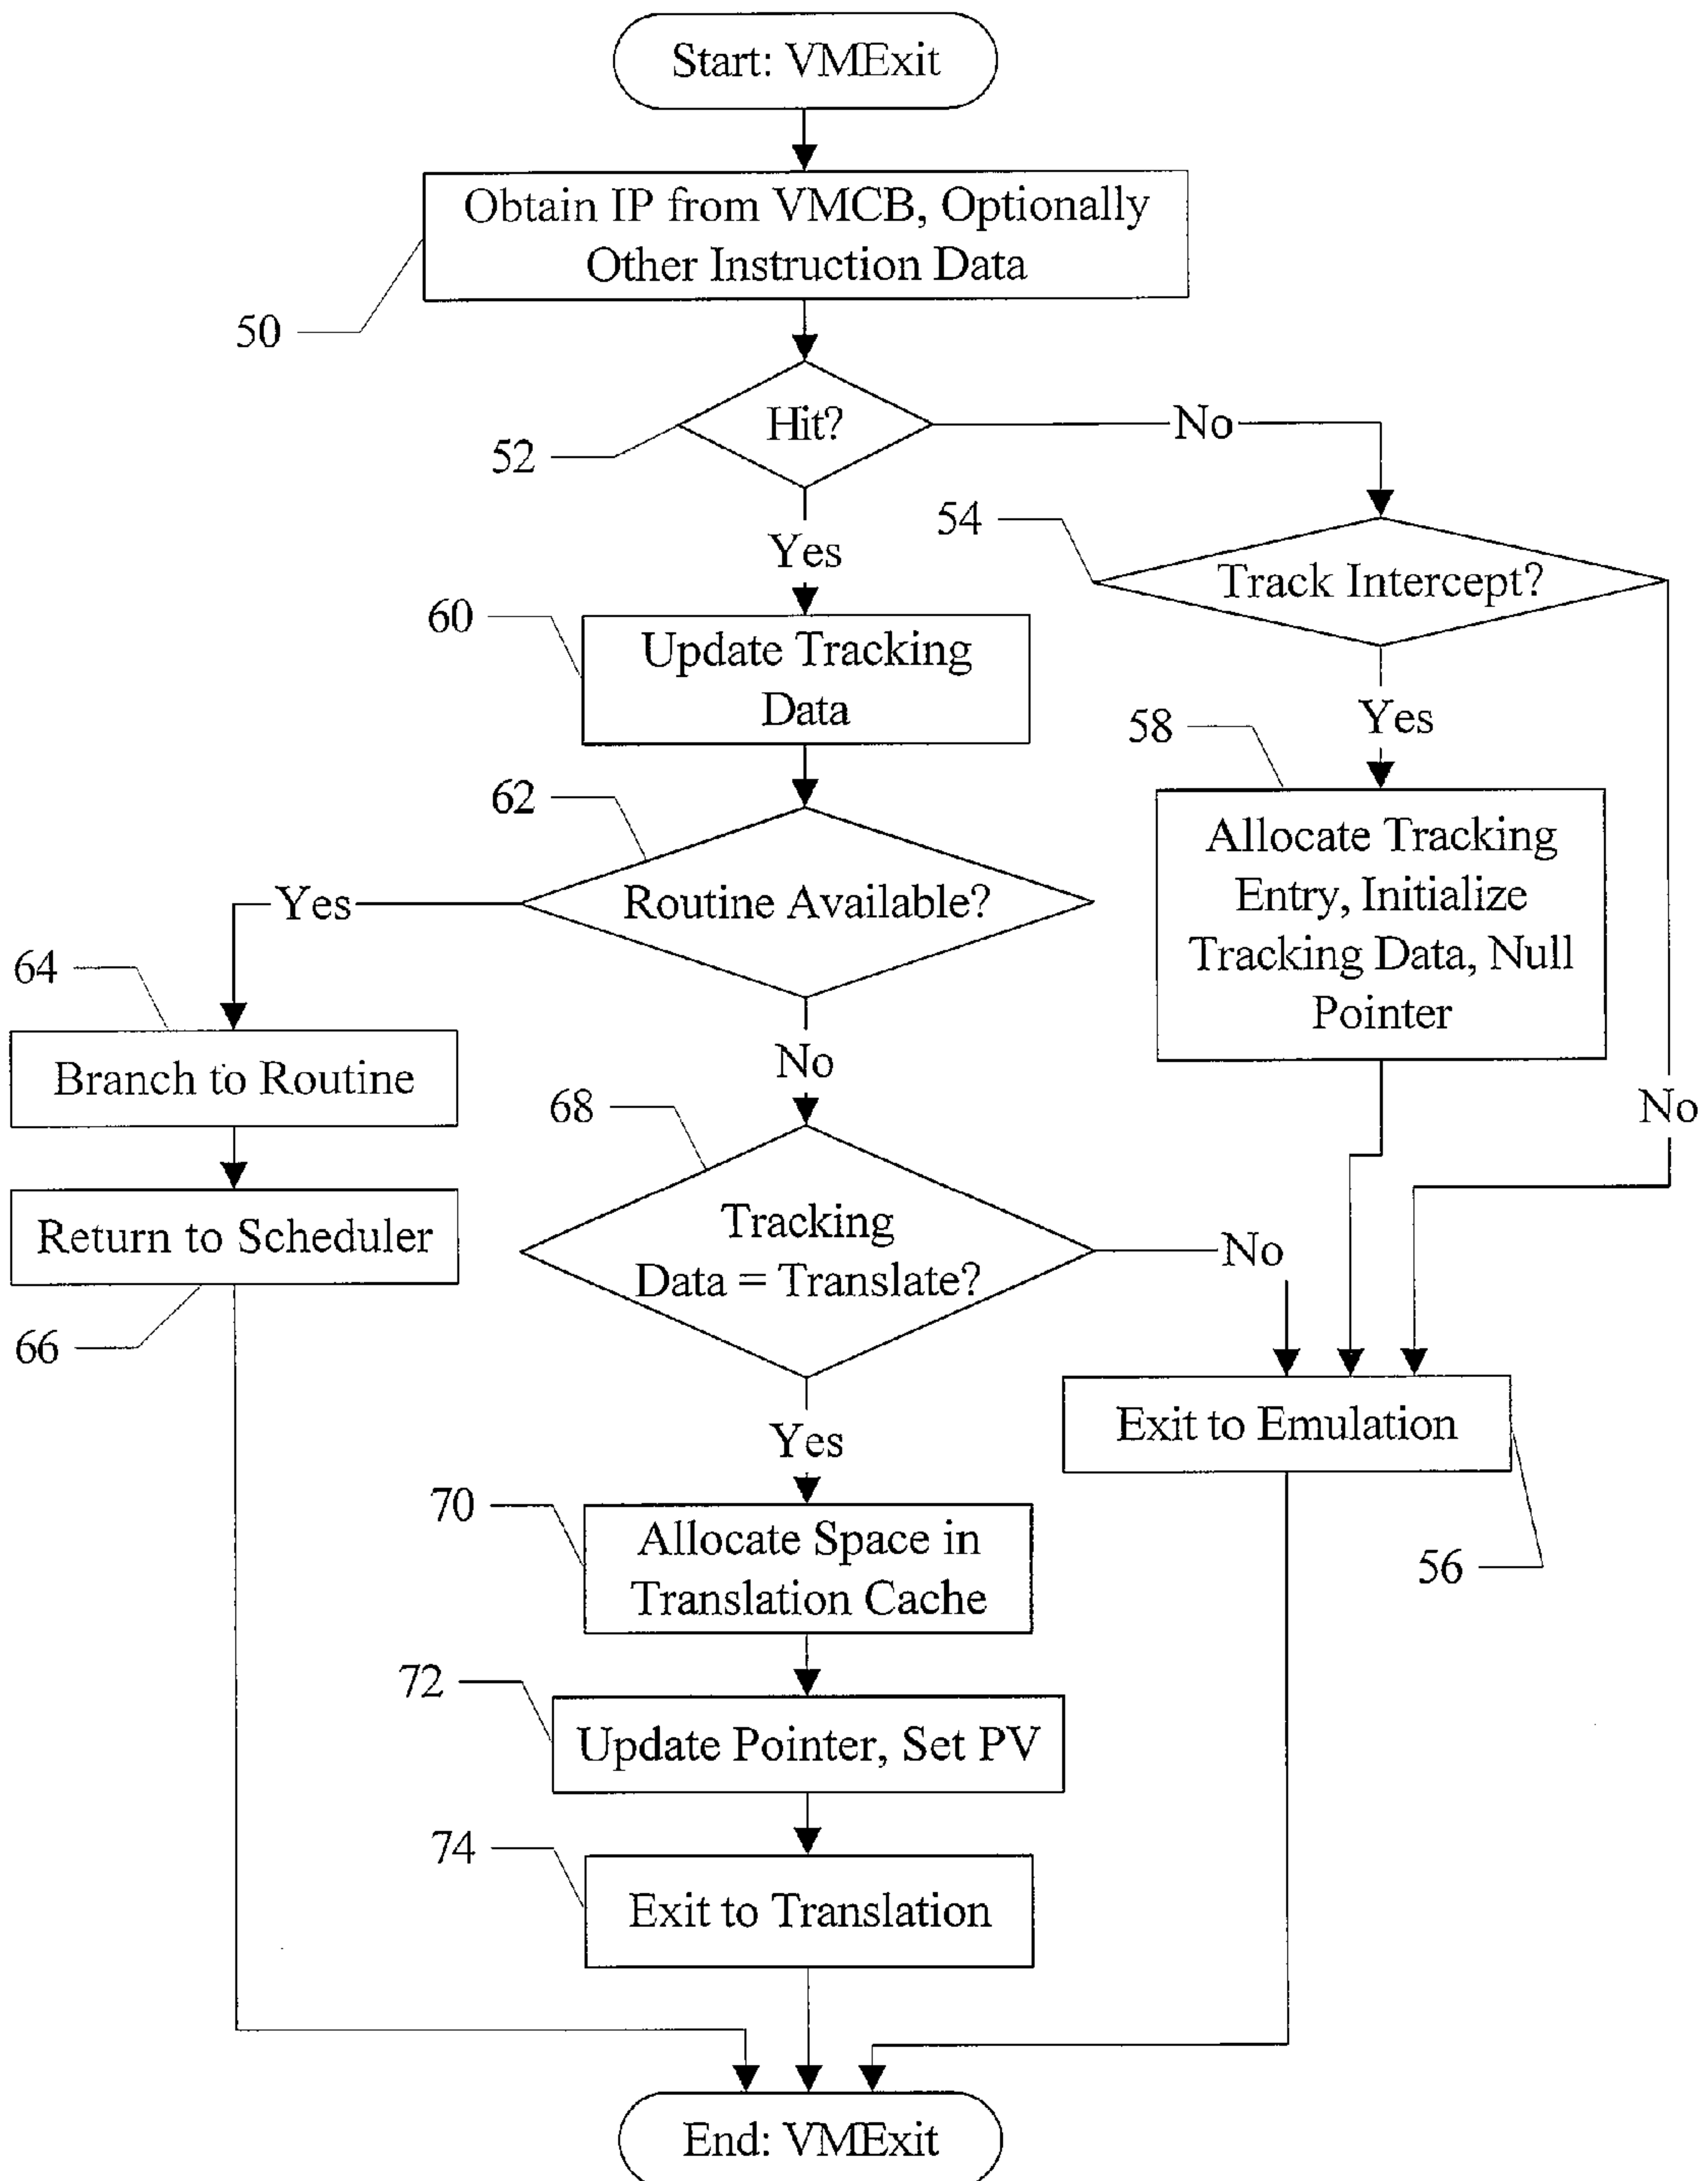 Start: VMExit
Obtain IP from VMCB, Optionally
Other Instruction Data
50
Hit?
No
52
54
Yes
Track Intercept?
60
Update Tracking
Data
Yes
58
62
Allocate Tracking
Entry, Initialize
Tracking Data, Null
Pointer
Yes
Routine Available?
64
No
Branch to Routine
68
No
Return to Scheduler
Tracking
Data = Translate?
No
66
Exit to Emulation
Yes
70
Allocate Space in
Translation Cache
56
72
Update Pointer, Set PV
74
Exit to Translation
End: VMExit